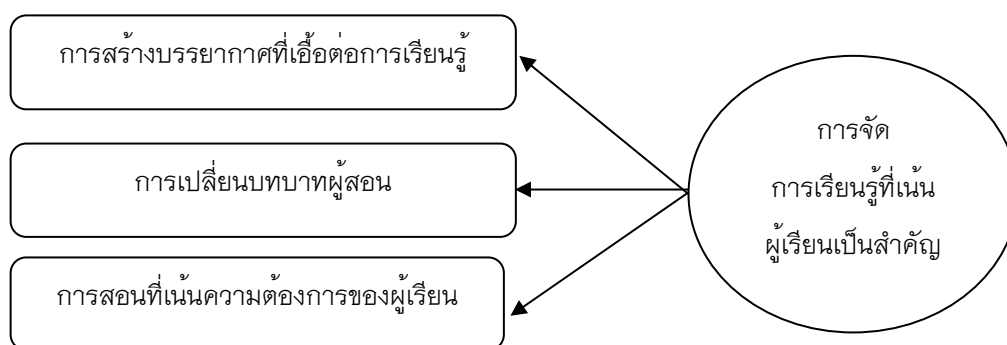 การสร้างบรรยากาศที่เอื้อต่อการเรียนรู้
การเปลี่ยนบทบาทผู้สอน
การสอนที่เน้นความต้องการของผู้เรียน
การจัด
การเรียนรู้ที่เน้น
ผู้เรียนเป็นสำคัญ